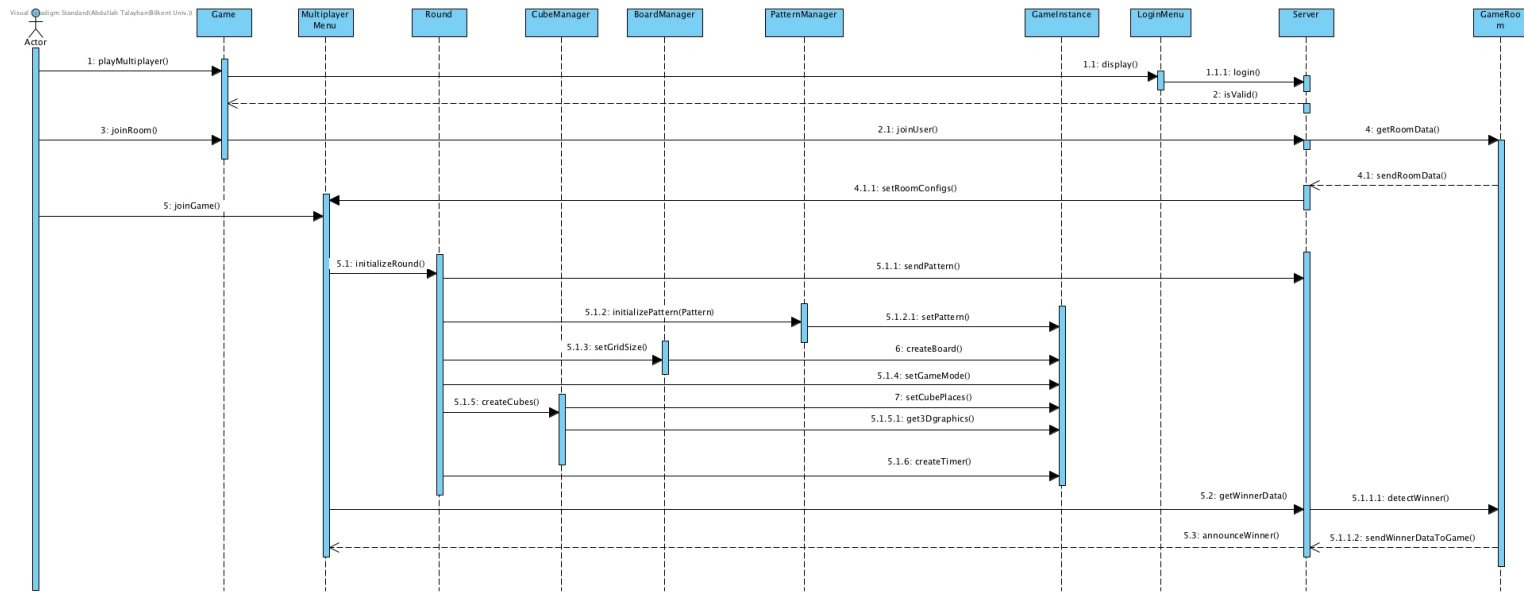 Visual Paradigm Standard(Abdullah Talayhan(Bilkent Univ.))
Actor
Game
Multiplayer
Menu
Round
CubeManager
BoardManager
PatternManager
GameInstance
LoginMenu
Server
GameRoo
m
1: playMultiplayer()
1.1: display()
1.1.1: login()
2: isValid()
3: joinRoom()
2.1: joinUser()
4: getRoomData()
4.1: sendRoomData()
4.1.1: setRoomConfigs()
5: joinGame()
5.1: initializeRound()
5.1.1: sendPattern()
5.1.2: initializePattern(Pattern)
5.1.2.1: setPattern()
5.1.3: setGridSize()
6: createBoard()
5.1.4: setGameMode()
5.1.5: createCubes()
7: setCubePlaces()
5.1.5.1: get3Dgraphics()
5.1.6: createTimer()
5.2: getWinnerData()
5.1.1.1: detectWinner()
5.3: announceWinner()
5.1.1.2: sendWinnerDataToGame()